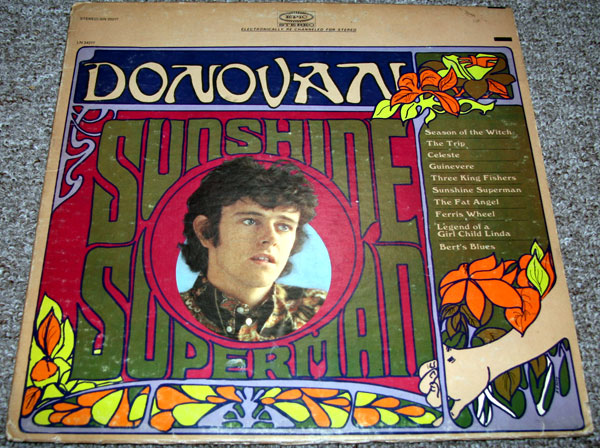 EPIC
STEREO
ELECTRONICALLY RE-CHANNELED FOR STEREO
DONOVAN
SUNSHINE
SUPERMAN
Season of the Witch
The Trip
Celeste
Guinevere
Three King Fishers
Sunshine Superman
The Fat Angel
Ferris Wheel
Legend of a
Girl Child Linda
Bert's Blues